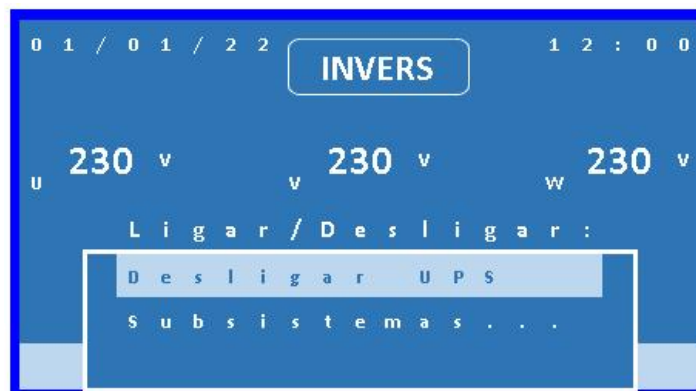 01/01/22 INVERS 12:00
U 230 V V 230 V W 230 V
Ligar/Desligar:
Desligar UPS
Subsistemas...